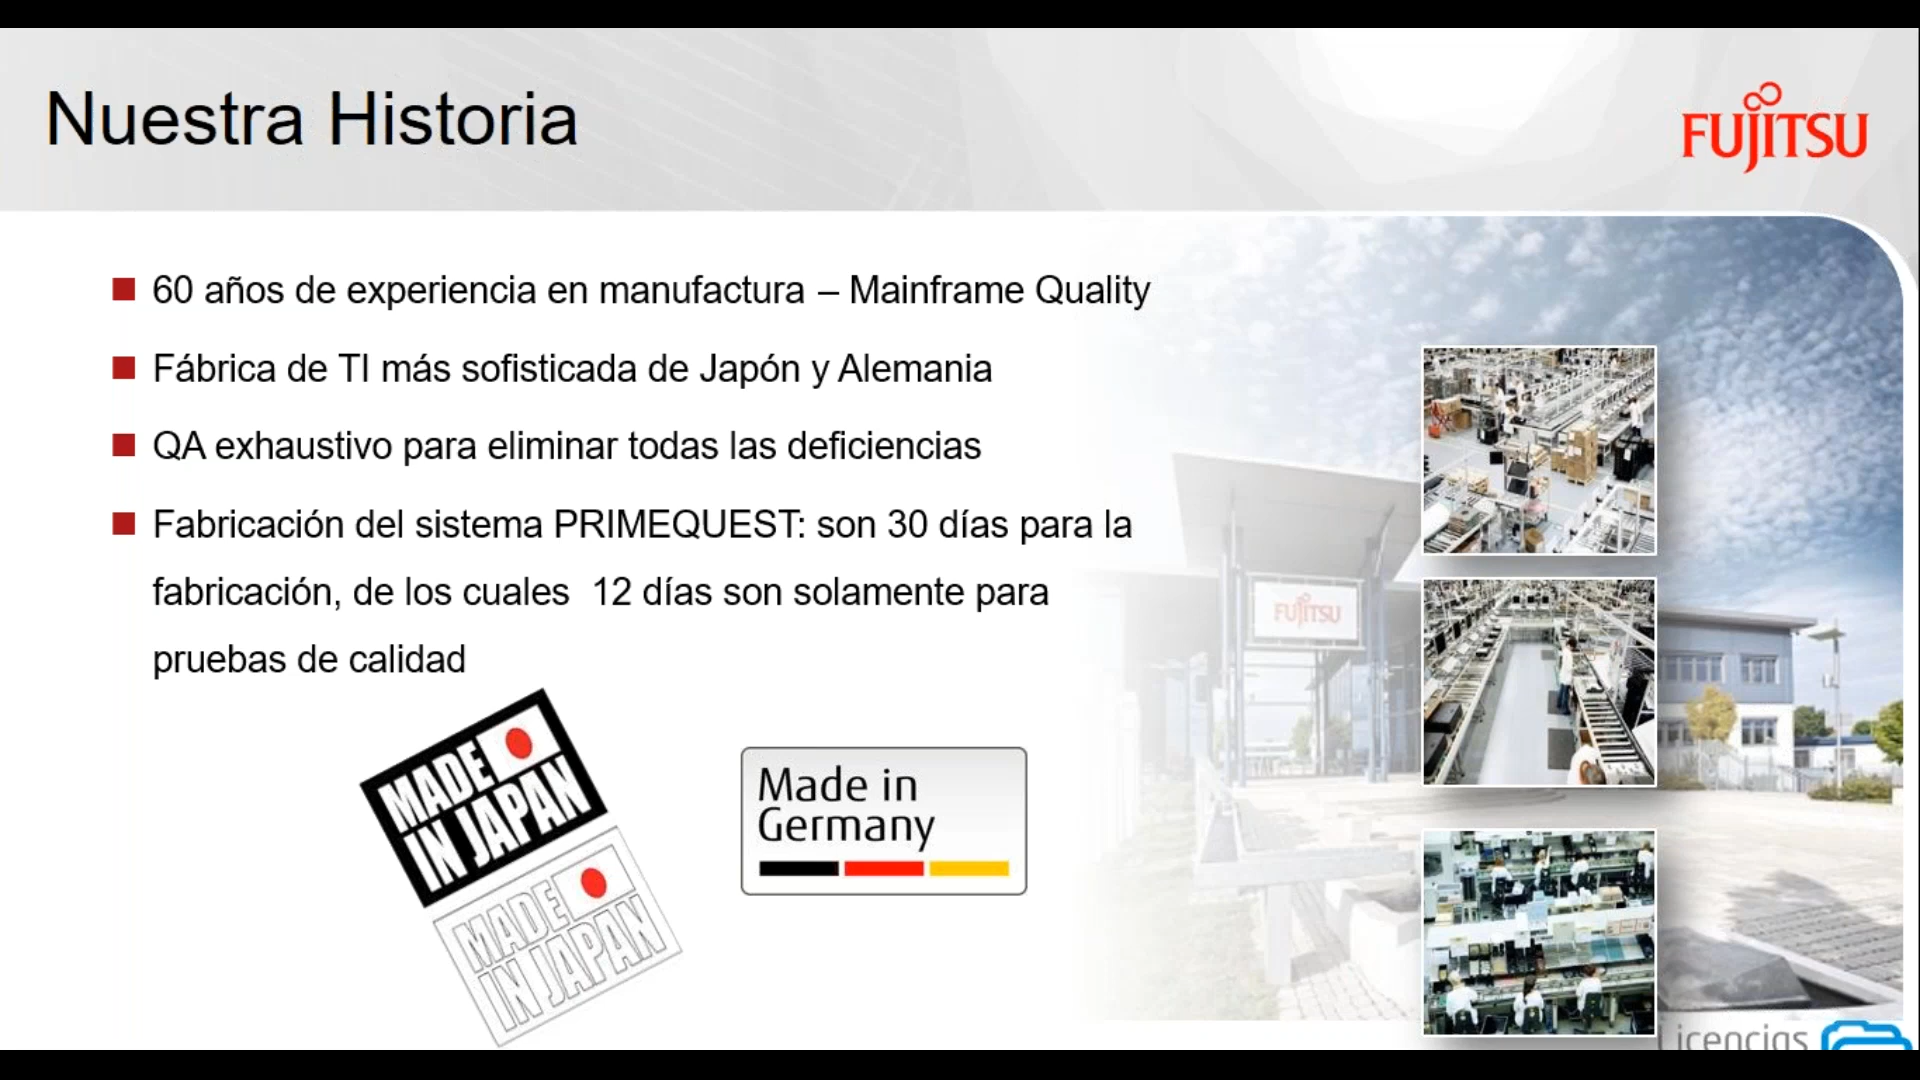 Nuestra Historia
FUJITSU
60 años de experiencia en manufactura – Mainframe Quality
Fábrica de TI más sofisticada de Japón y Alemania
QA exhaustivo para eliminar todas las deficiencias
Fabricación del sistema PRIMEQUEST: son 30 días para la
fabricación, de los cuales 12 días son solamente para
pruebas de calidad
FUJITSU
MADE
IN JAPAN
Made in
Germany
MADE
IN JAPAN
Licencias